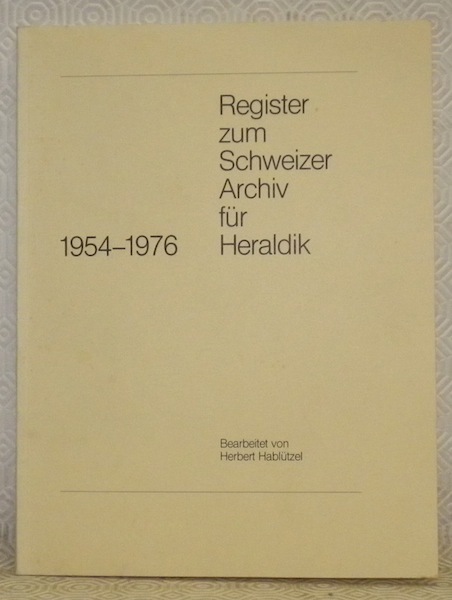 Register
zum
Schweizer
Archiv
für
1954–1976 Heraldik
Bearbeitet von
Herbert Hablützel